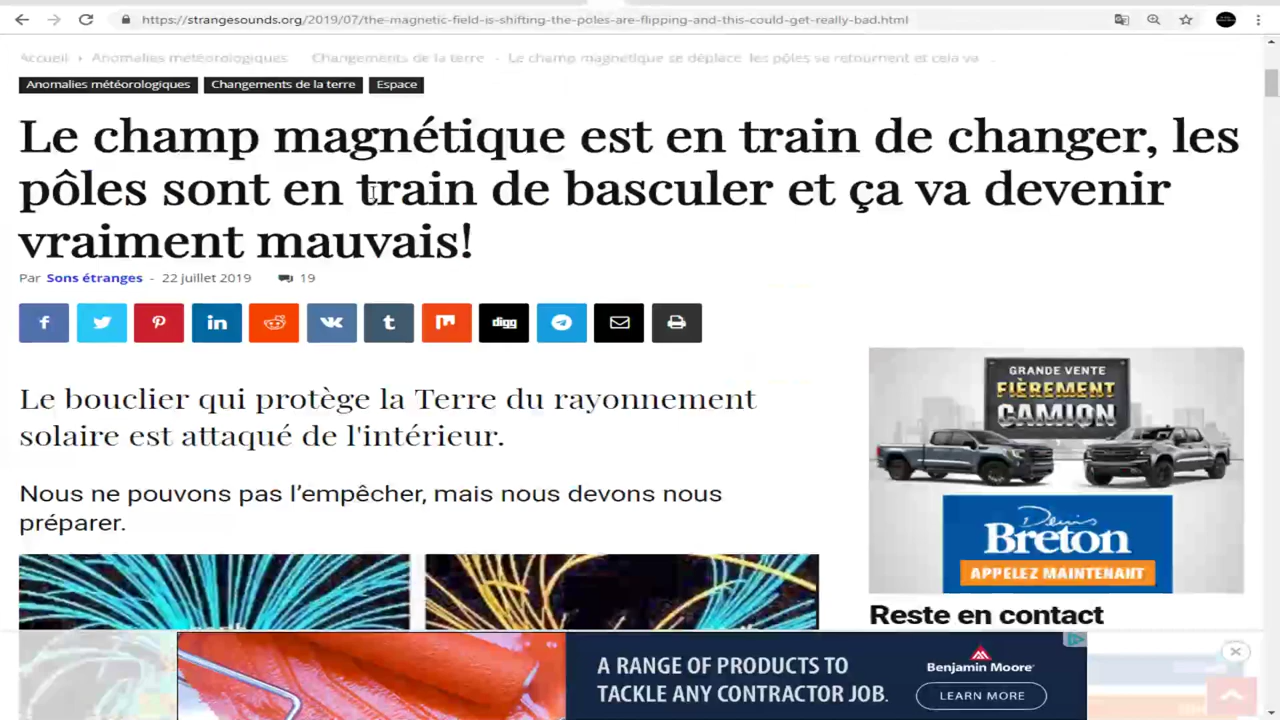 https://strangesounds.org/2019/07/the-magnetic-field-is-shifting-the-poles-are-flipping-and-this-could-get-really-bad.html
Accueil › Anomalies météorologiques Changements de la terre Le champ magnétique se déplace, les pôles se retournent et cela va
Anomalies météorologiques Changements de la terre Espace
Le champ magnétique est en train de changer, les
pôles sont en train de basculer et ça va devenir
vraiment mauvais!
Par Sons étranges - 22 juillet 2019 19
Le bouclier qui protège la Terre du rayonnement
solaire est attaqué de l'intérieur.
Nous ne pouvons pas l’empêcher, mais nous devons nous
préparer.
GRANDE VENTE
FIÈREMENT
CAMION
Denis
Breton
APPELEZ MAINTENANT
Reste en contact
A RANGE OF PRODUCTS TO
TACKLE ANY CONTRACTOR JOB.
Benjamin Moore
LEARN MORE